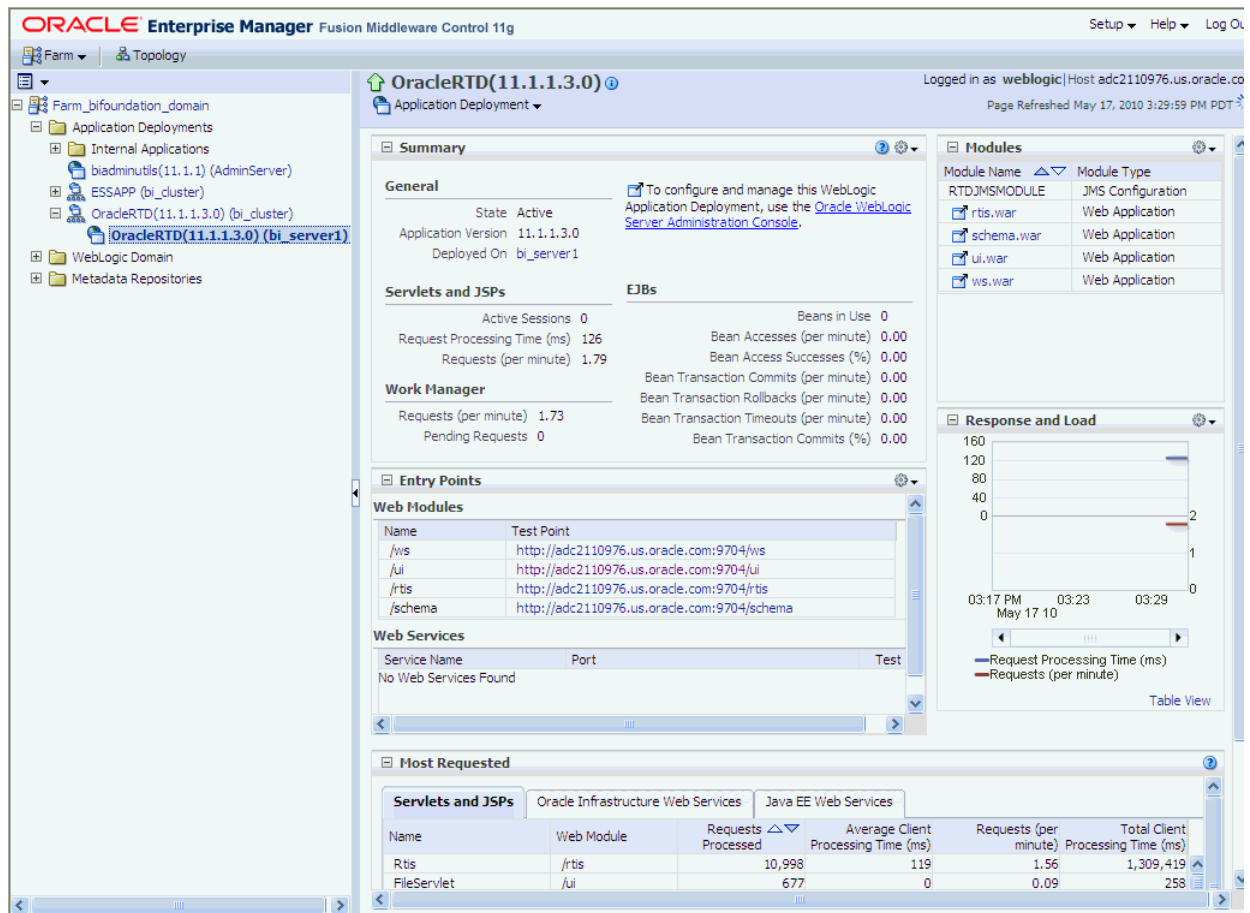 ORACLE Enterprise Manager Fusion Middleware Control 11g
Setup Help Log Ou
Farm Topology
Farm_bifoundation_domain
Application Deployments
Internal Applications
biadminutils(11.1.1) (AdminServer)
ESSAPP (bi_cluster)
OracleRTD(11.1.1.3.0) (bi_cluster)
OracleRTD(11.1.1.3.0) (bi_server1)
WebLogic Domain
Metadata Repositories
OracleRTD(11.1.1.3.0)
Application Deployment
Logged in as weblogic|Host adc2110976.us.oracle.co
Page Refreshed May 17, 2010 3:29:59 PM PDT
Summary
General
State Active
Application Version 11.1.1.3.0
Deployed On bi_server1
To configure and manage this WebLogic
Application Deployment, use the Oracle WebLogic
Server Administration Console.
Servlets and JSPs
Active Sessions 0
Request Processing Time (ms) 126
Requests (per minute) 1.79
Work Manager
Requests (per minute) 1.73
Pending Requests 0
EJBs
Beans in Use 0
Bean Accesses (per minute) 0.00
Bean Access Successes (%) 0.00
Bean Transaction Commits (per minute) 0.00
Bean Transaction Rollbacks (per minute) 0.00
Bean Transaction Timeouts (per minute) 0.00
Bean Transaction Commits (%) 0.00
Modules
Module Name Module Type
RTDJMSMODULE JMS Configuration
rtis.war Web Application
schema.war Web Application
ui.war Web Application
ws.war Web Application
Response and Load
160
120
80
40
0
2
1
0
03:17 PM 03:23 03:29
May 17 10
Request Processing Time (ms)
Requests (per minute)
Table View
Entry Points
Web Modules
Name Test Point
/ws http://adc2110976.us.oracle.com:9704/ws
/ui http://adc2110976.us.oracle.com:9704/ui
/rtis http://adc2110976.us.oracle.com:9704/rtis
/schema http://adc2110976.us.oracle.com:9704/schema
Web Services
Service Name Port Test
No Web Services Found
Most Requested
Servlets and JSPs Oracle Infrastructure Web Services Java EE Web Services
Name Web Module Requests Processed Average Client Processing Time (ms) Requests (per minute) Total Client Processing Time (ms)
Rtis /rtis 10,998 119 1.56 1,309,419
FileServlet /ui 677 0 0.09 258